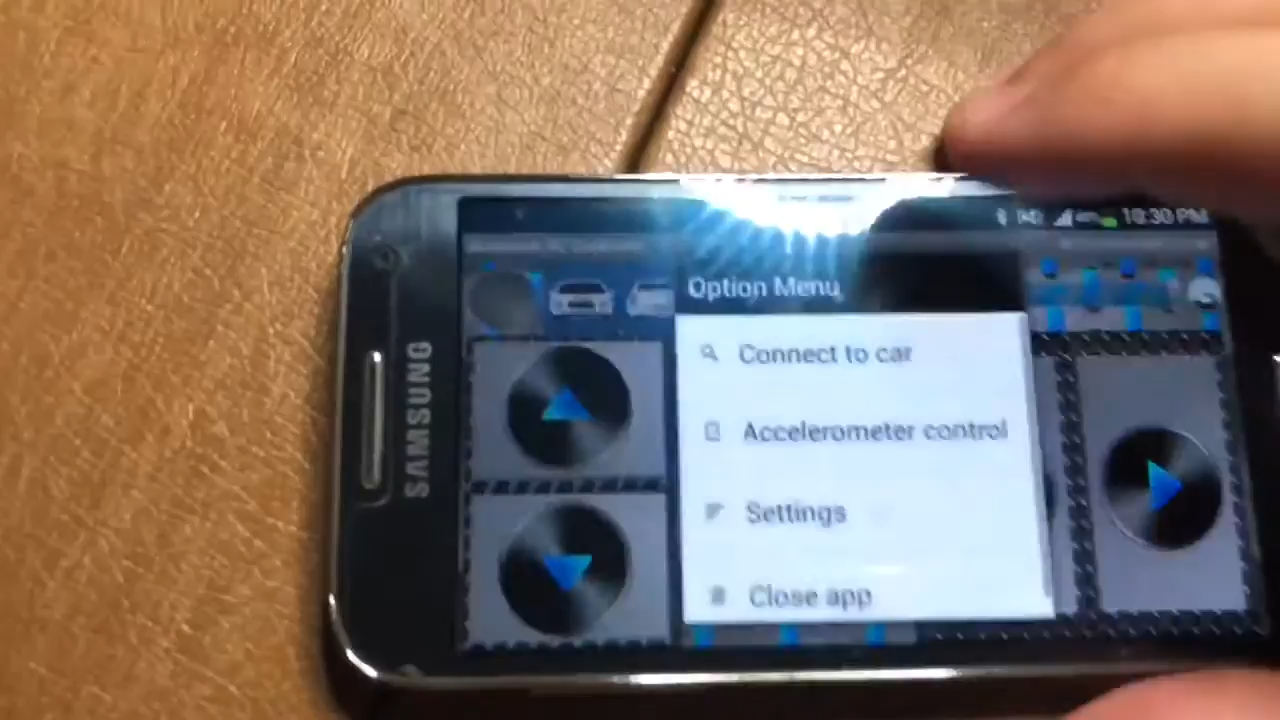 10:30 PM
Option Menu
Connect to car
Accelerometer control
Settings
Close app
SAMSUNG